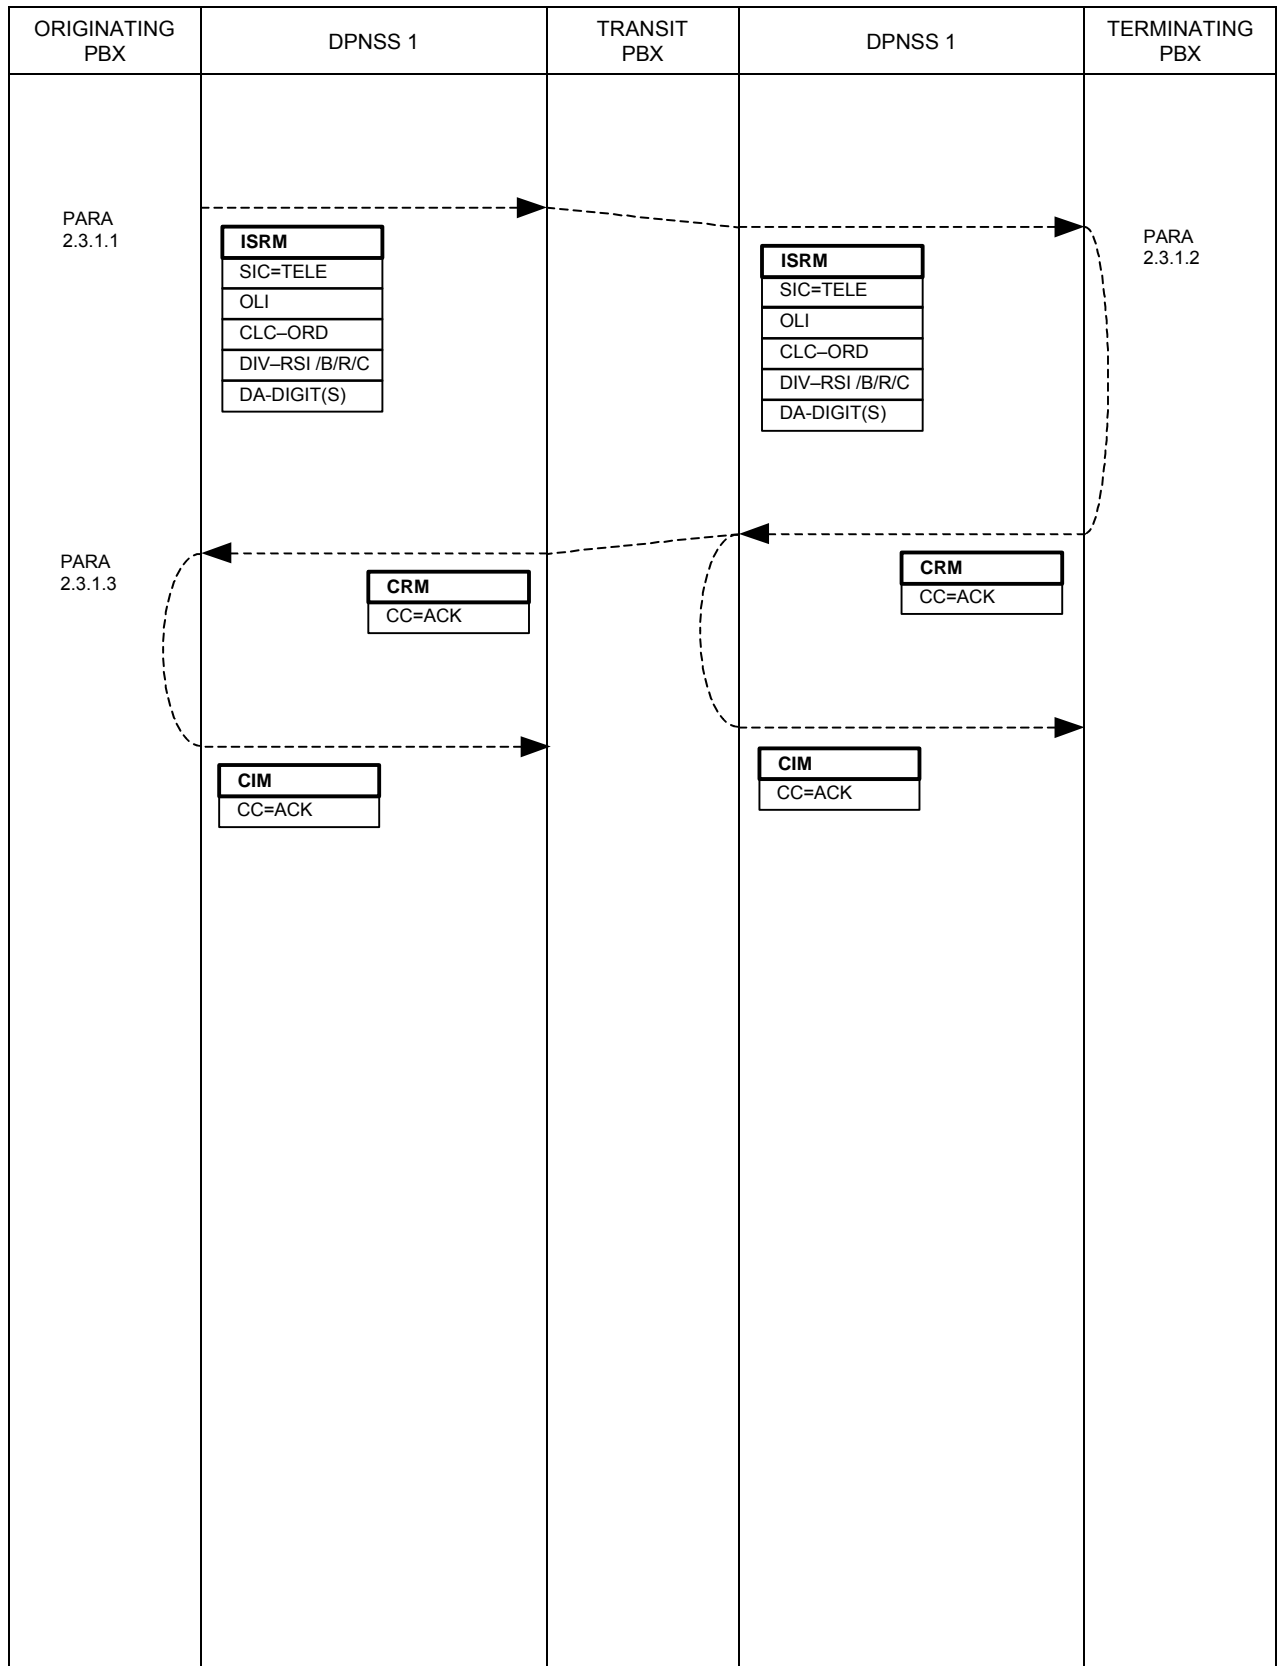 ORIGINATING
PBX
DPNSS 1
TRANSIT
PBX
DPNSS 1
TERMINATING
PBX
PARA
2.3.1.1
ISRM
SIC=TELE
OLI
CLC–ORD
DIV–RSI /B/R/C
DA-DIGIT(S)
ISRM
SIC=TELE
OLI
CLC–ORD
DIV–RSI /B/R/C
DA-DIGIT(S)
PARA
2.3.1.2
PARA
2.3.1.3
CRM
CC=ACK
CRM
CC=ACK
CIM
CC=ACK
CIM
CC=ACK